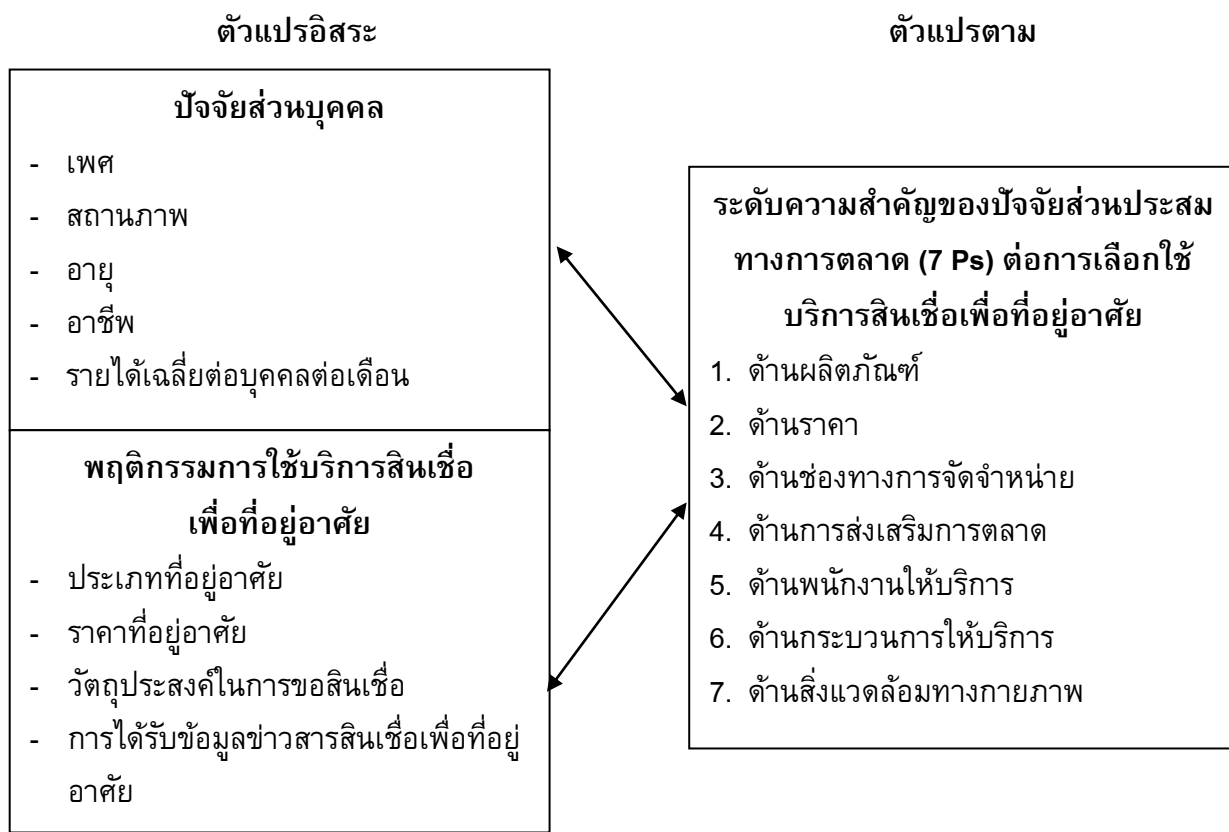 ตัวแปรอิสระ
ปัจจัยส่วนบุคคล
- เพศ
- สถานภาพ
- อายุ
- อาชีพ
- รายได้เฉลี่ยต่อบุคคลต่อเดือน
พฤติกรรมการใช้บริการสินเชื่อ
เพื่อที่อยู่อาศัย
- ประเภทที่อยู่อาศัย
- ราคาที่อยู่อาศัย
- วัตถุประสงค์ในการขอสินเชื่อ
- การได้รับข้อมูลข่าวสารสินเชื่อเพื่อที่อยู่
อาศัย
ตัวแปรตาม
ระดับความสำคัญของปัจจัยส่วนประสม
ทางการตลาด (7 Ps) ต่อการเลือกใช้
บริการสินเชื่อเพื่อที่อยู่อาศัย
1. ด้านผลิตภัณฑ์
2. ด้านราคา
3. ด้านช่องทางการจัดจำหน่าย
4. ด้านการส่งเสริมการตลาด
5. ด้านพนักงานให้บริการ
6. ด้านกระบวนการให้บริการ
7. ด้านสิ่งแวดล้อมทางกายภาพ